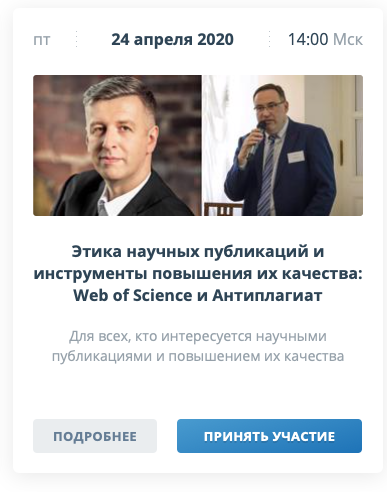 пт 24 апреля 2020 14:00 Мск
Этика научных публикаций и
инструменты повышения их качества:
Web of Science и Антиплагиат
Для всех, кто интересуется научными
публикациями и повышением их качества
ПОДРОБНЕЕ ПРИНЯТЬ УЧАСТИЕ